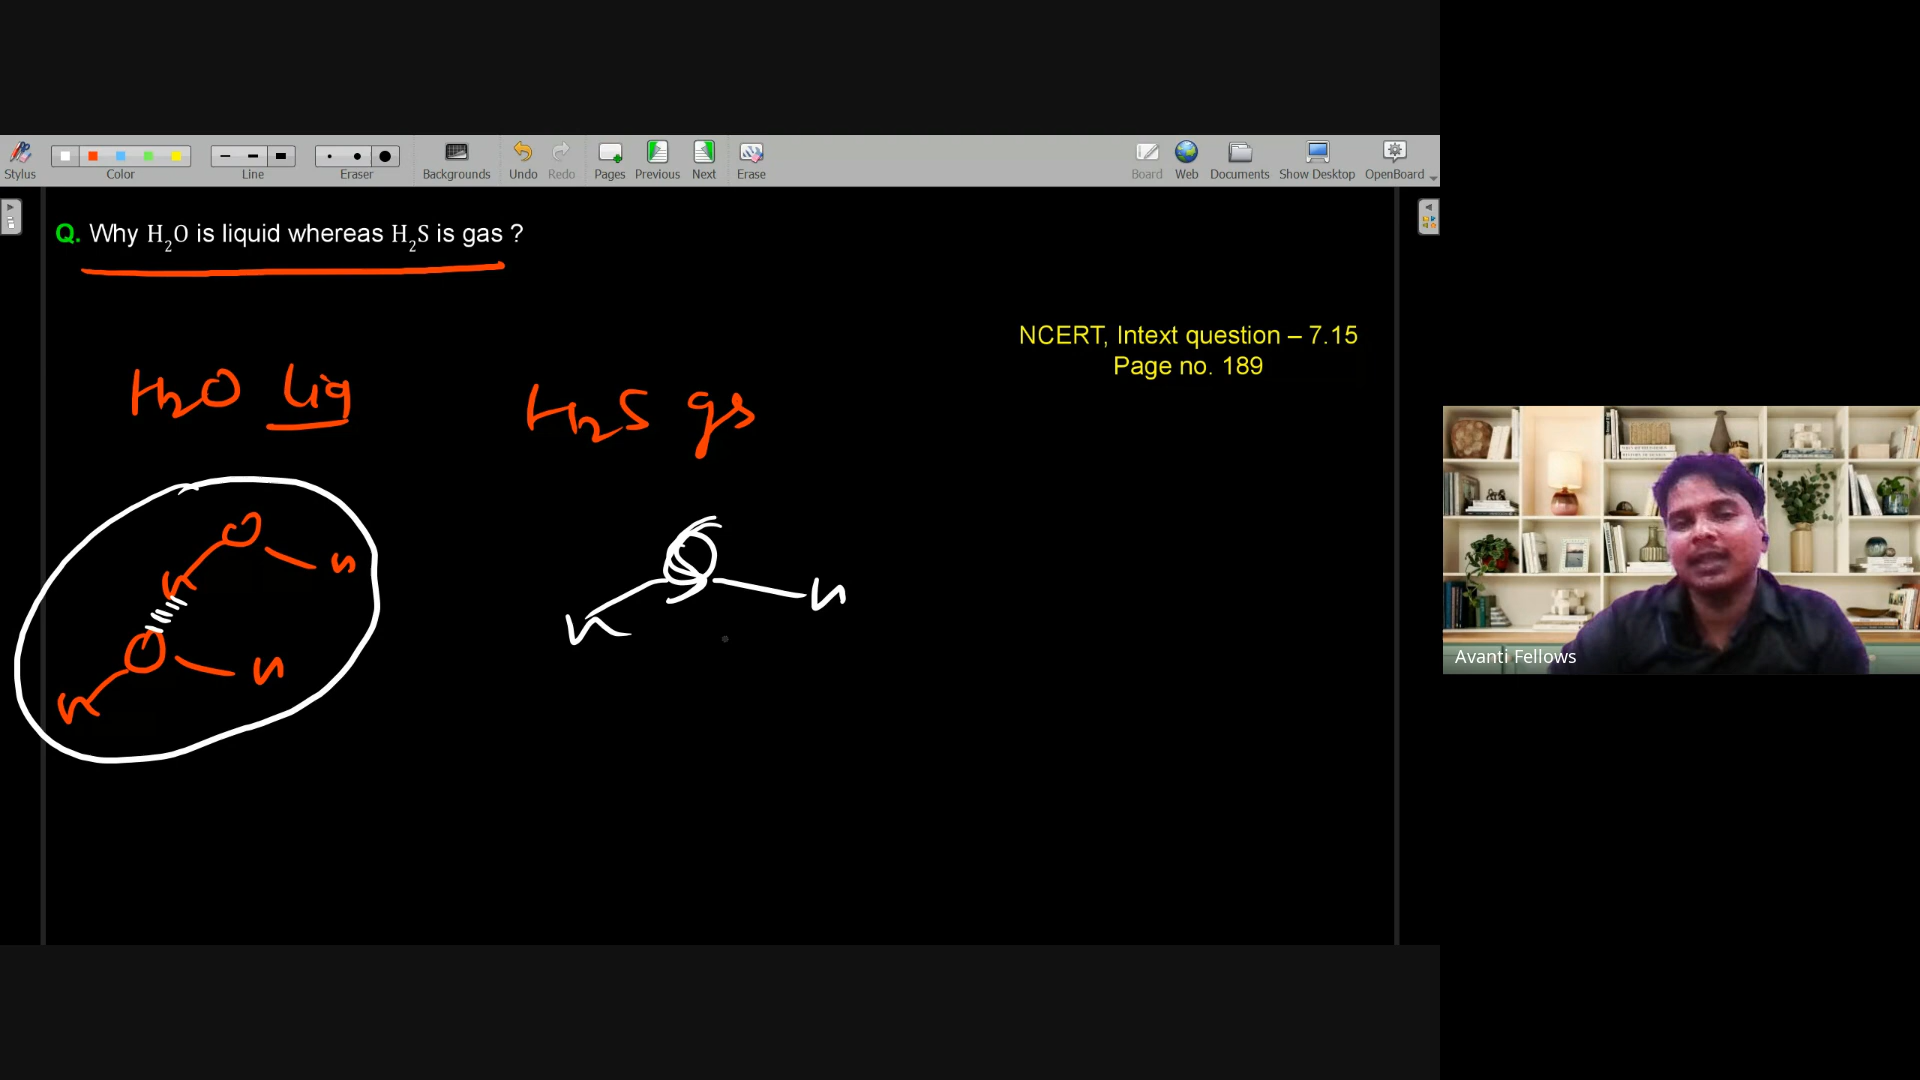 Stylus Color Line Eraser Backgrounds Undo Redo Pages Previous Next Erase Board Web Documents Show Desktop OpenBoard
Q. Why H₂O is liquid whereas H₂S is gas ?
NCERT, Intext question – 7.15
Page no. 189
H₂O liq
H₂S gs
O
H
H
O
H
H
S
H
H
Avanti Fellows